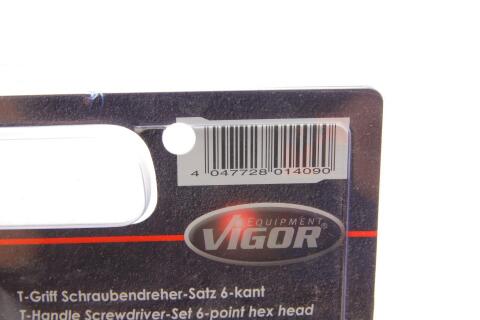 4 047728 014090
EQUIPMENT
VIGOR®
T-Griff Schraubendreher-Satz 6-kant
T-Handle Screwdriver-Set 6-point hex head